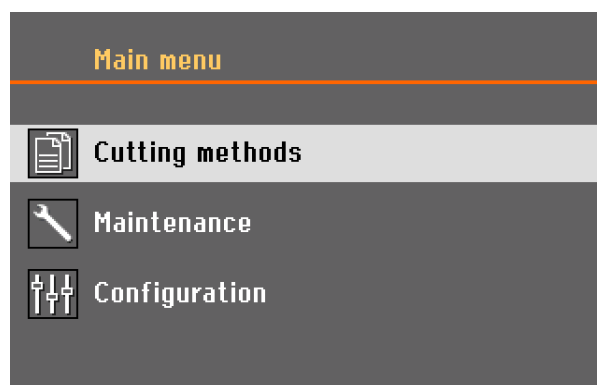 Main menu
Cutting methods
Maintenance
Configuration